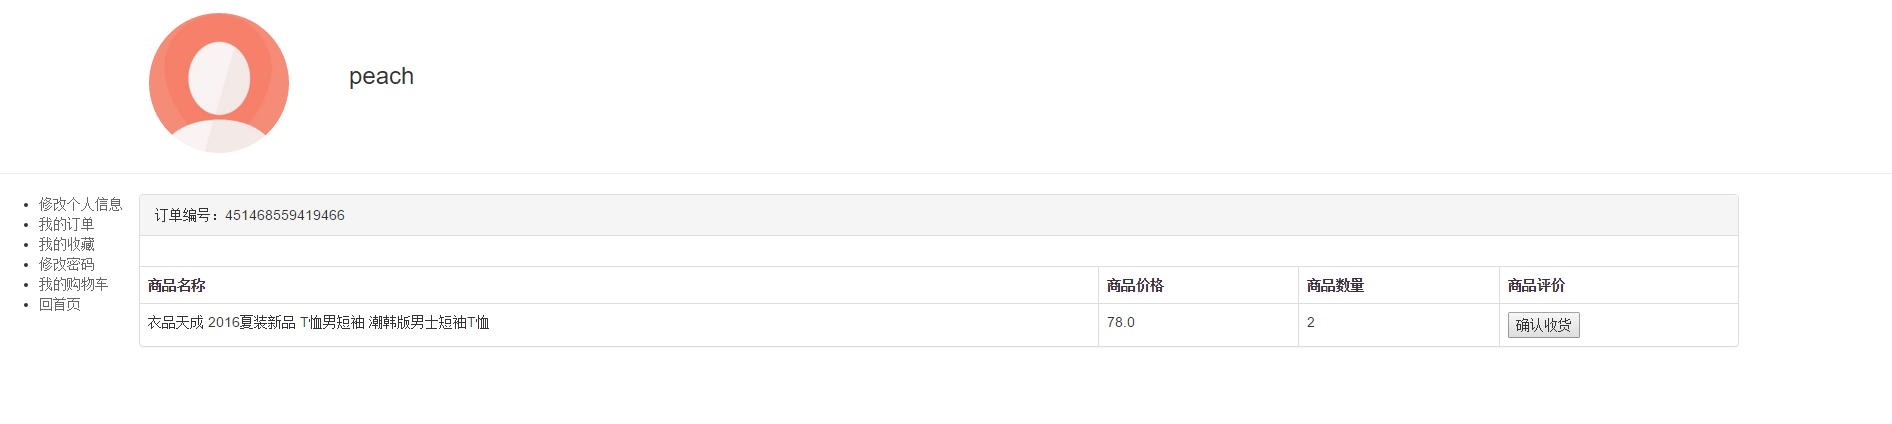 peach
修改个人信息
我的订单
我的收藏
修改密码
我的购物车
回首页
订单编号：451468559419466
商品名称 商品价格 商品数量 商品评价
衣品天成 2016夏装新品 T恤男短袖 潮韩版男士短袖T恤 78.0 2 确认收货